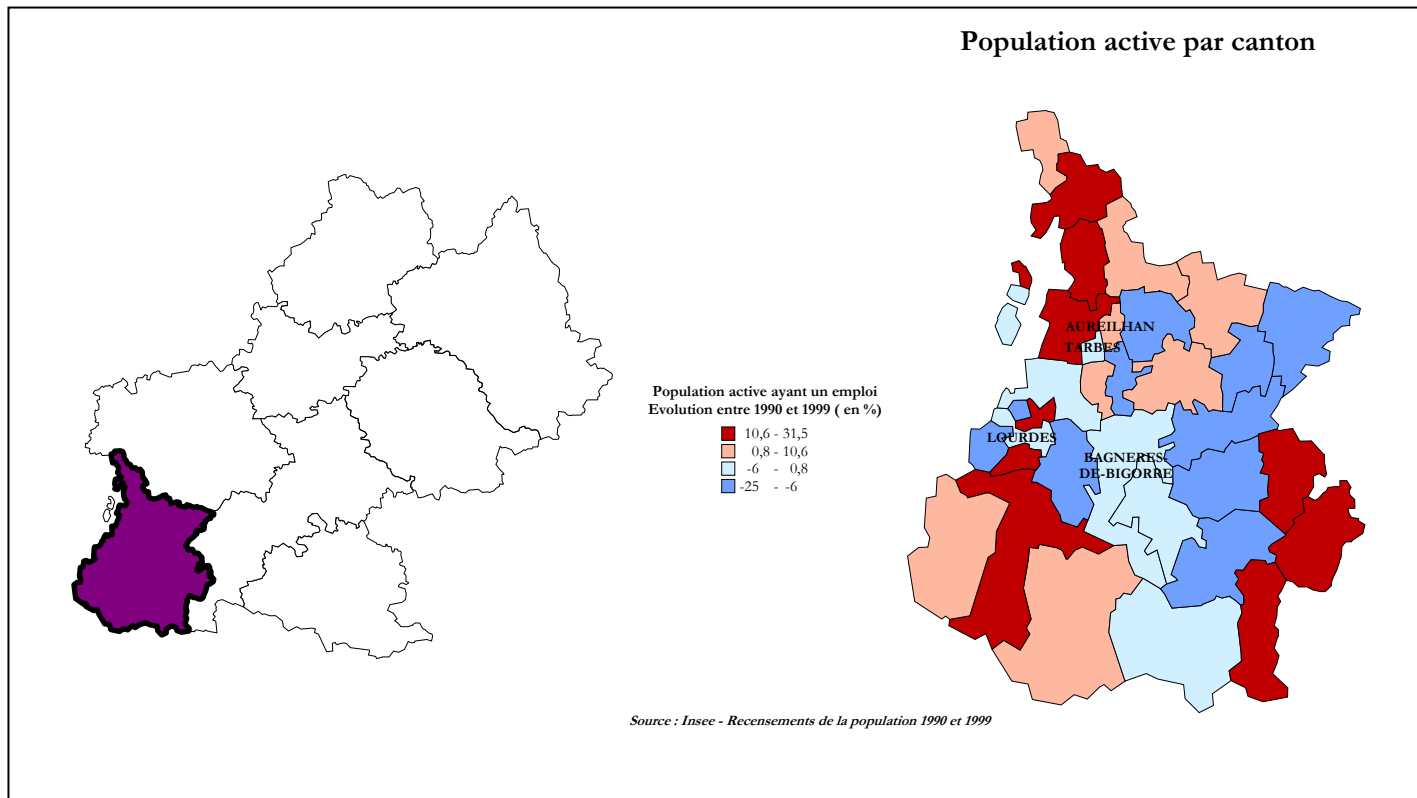 Population active par canton
AUREILHAN
TARBES
LOURDES
BAGNERES-
DE-BIGORRE
Population active ayant un emploi
Evolution entre 1990 et 1999 ( en %)
10,6 - 31,5
0,8 - 10,6
-6 - 0,8
-25 - -6
Source : Insee - Recensements de la population 1990 et 1999